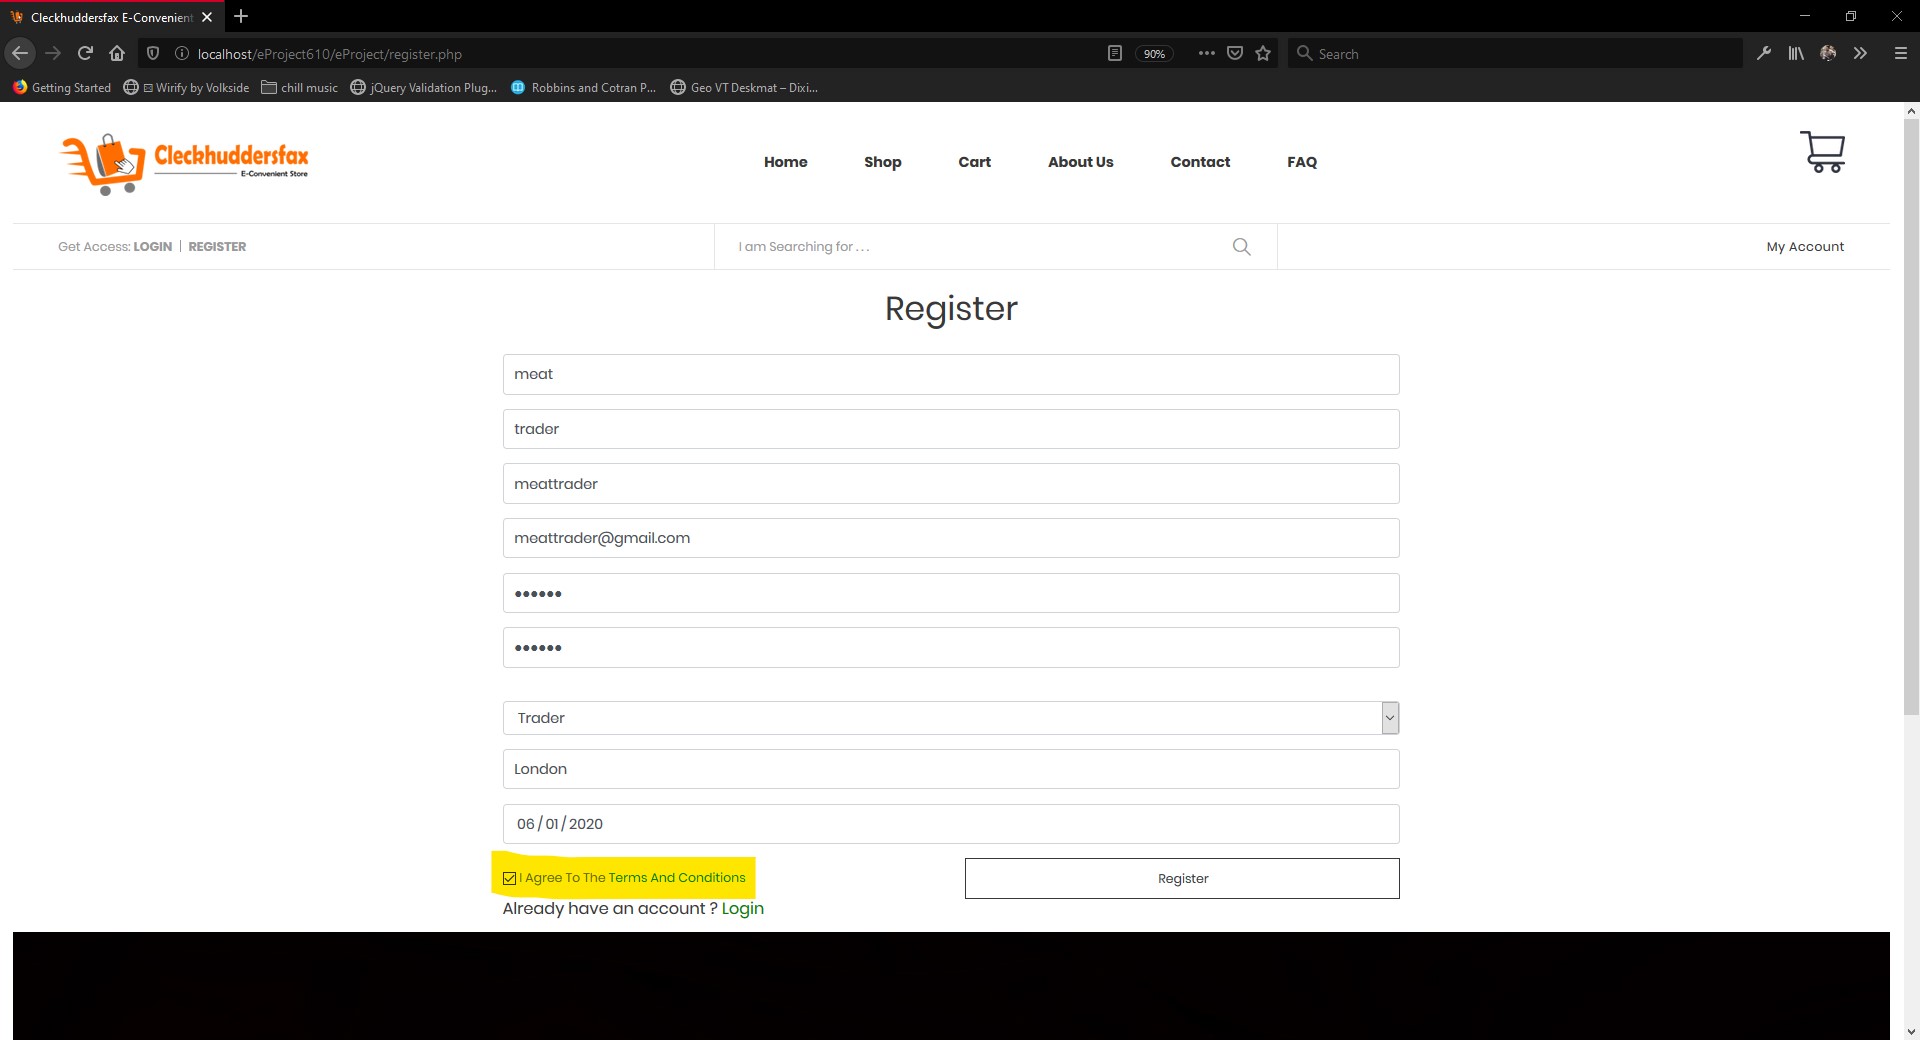 Cleckhuddersfax E-Convenient
localhost/eProject610/eProject/register.php
90%
Search
Getting Started
Wirify by Volkside
chill music
jQuery Validation Plug...
Robbins and Cotran P...
Geo VT Deskmat – Dixi...
Cleckhuddersfax
E-Convenient Store
Home Shop Cart About Us Contact FAQ
Get Access: LOGIN | REGISTER
I am Searching for . . .
My Account
Register
meat
trader
meattrader
meattrader@gmail.com
••••••
••••••
Trader
London
06 / 01 / 2020
I Agree To The Terms And Conditions
Register
Already have an account ? Login